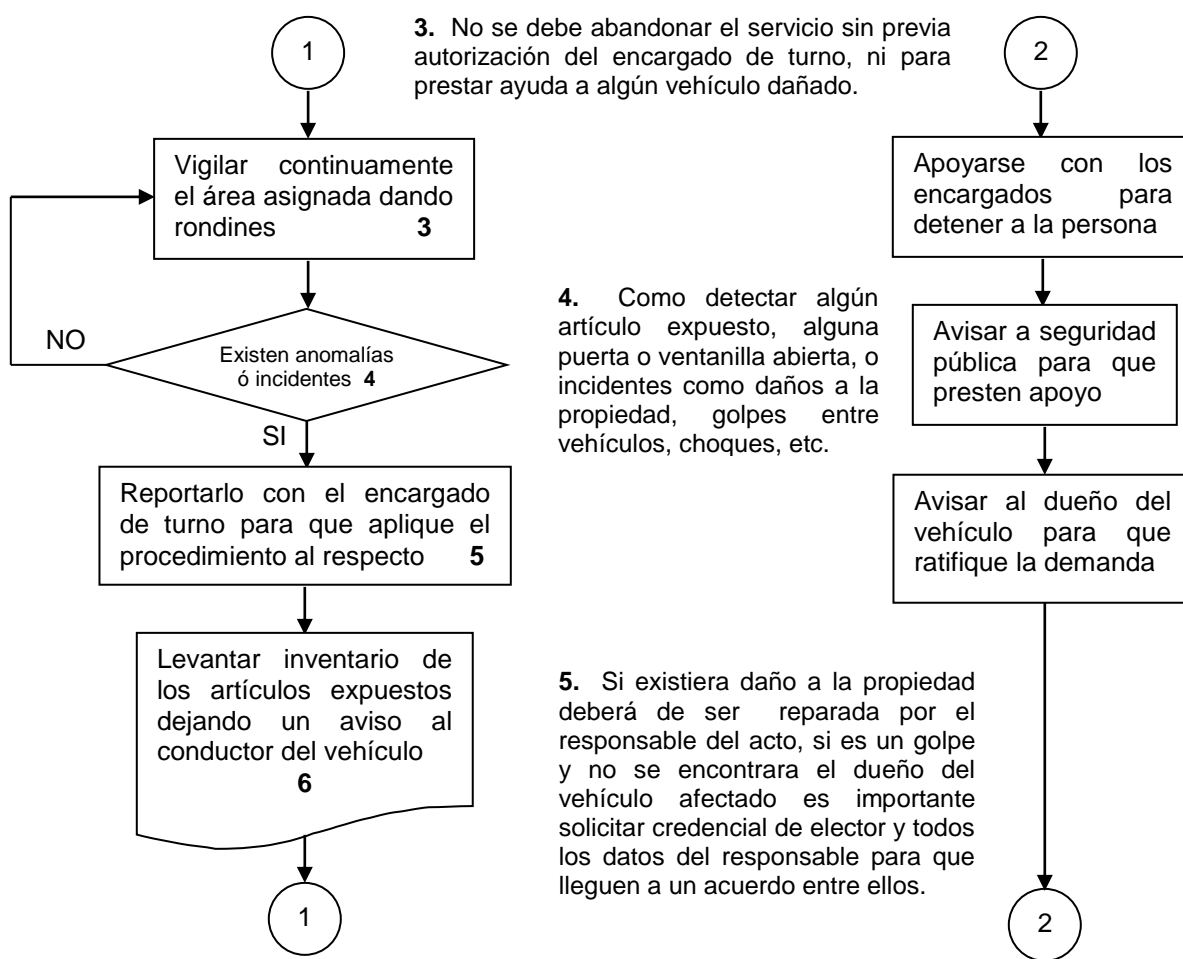 1
3. No se debe abandonar el servicio sin previa
autorización del encargado de turno, ni para
prestar ayuda a algún vehículo dañado.
2
Vigilar continuamente
el área asignada dando
rondines 3
Apoyarse con los
encargados para
detener a la persona
NO
Existen anomalías
ó incidentes 4
SI
4. Como detectar algún
artículo expuesto, alguna
puerta o ventanilla abierta, o
incidentes como daños a la
propiedad, golpes entre
vehículos, choques, etc.
Avisar a seguridad
pública para que
presten apoyo
Reportarlo con el encargado
de turno para que aplique el
procedimiento al respecto 5
Avisar al dueño del
vehículo para que
ratifique la demanda
Levantar inventario de
los artículos expuestos
dejando un aviso al
conductor del vehículo
6
5. Si existiera daño a la propiedad
deberá de ser reparada por el
responsable del acto, si es un golpe
y no se encontrara el dueño del
vehículo afectado es importante
solicitar credencial de elector y todos
los datos del responsable para que
lleguen a un acuerdo entre ellos.
1
2